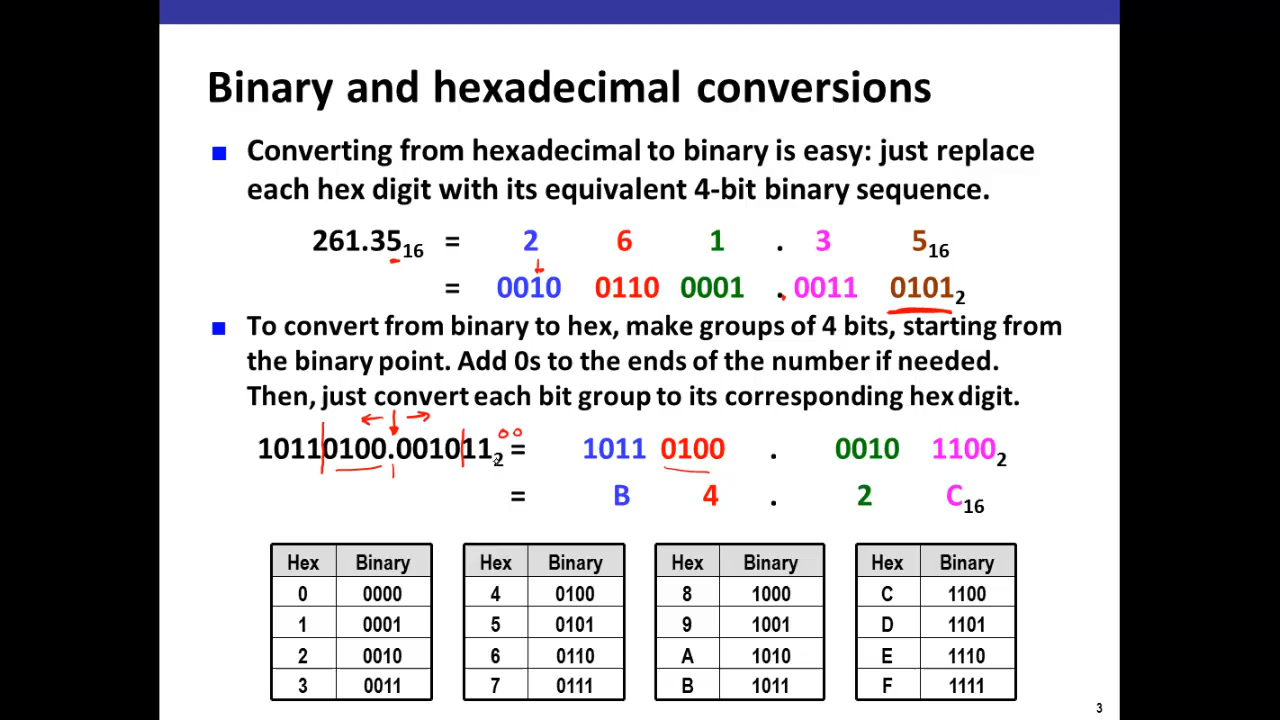 Binary and hexadecimal conversions
Converting from hexadecimal to binary is easy: just replace
each hex digit with its equivalent 4-bit binary sequence.
261.35₁₆ = 2 6 1 . 3 5₁₆
= 0010 0110 0001 . 0011 0101₂
To convert from binary to hex, make groups of 4 bits, starting from
the binary point. Add 0s to the ends of the number if needed.
Then, just convert each bit group to its corresponding hex digit.
00
10110100.001011₂ = 1011 0100 . 0010 1100₂
= B 4 . 2 C₁₆
Hex Binary Hex Binary Hex Binary Hex Binary
0 0000 4 0100 8 1000 C 1100
1 0001 5 0101 9 1001 D 1101
2 0010 6 0110 A 1010 E 1110
3 0011 7 0111 B 1011 F 1111
3